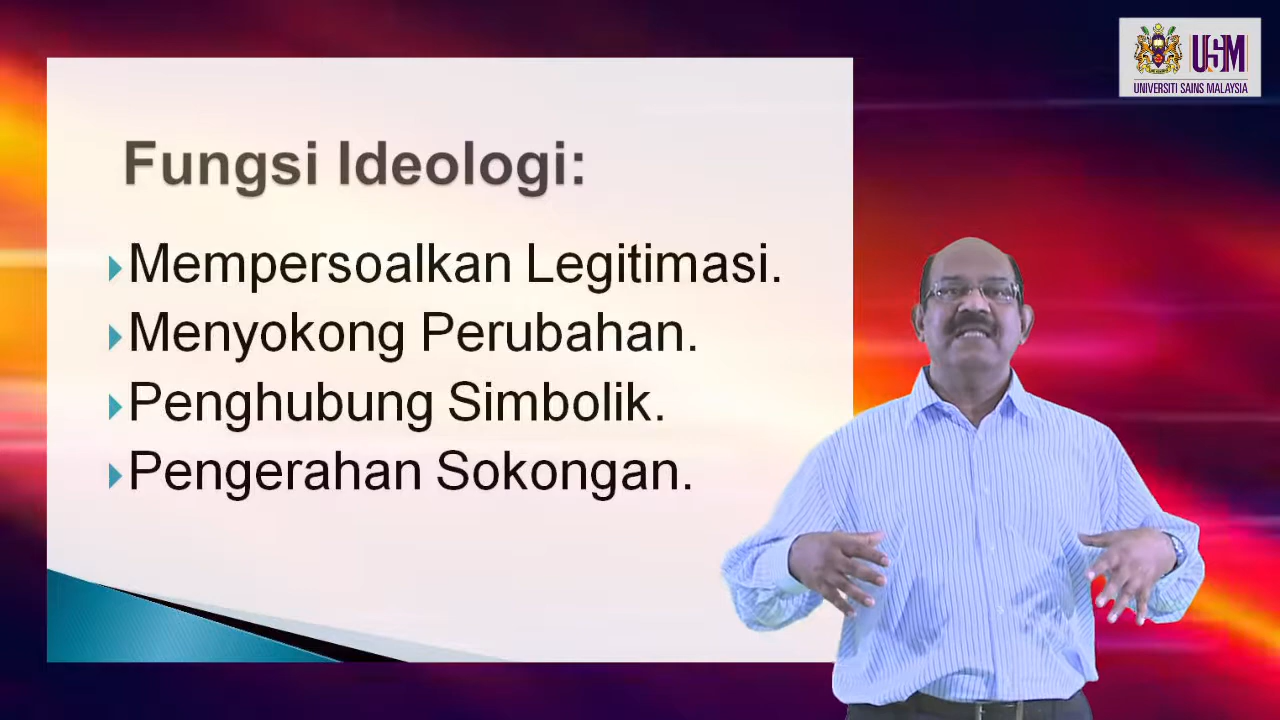 USM
UNIVERSITI SAINS MALAYSIA
Fungsi Ideologi:
Mempersoalkan Legitimasi.
Menyokong Perubahan.
Penghubung Simbolik.
Pengerahan Sokongan.